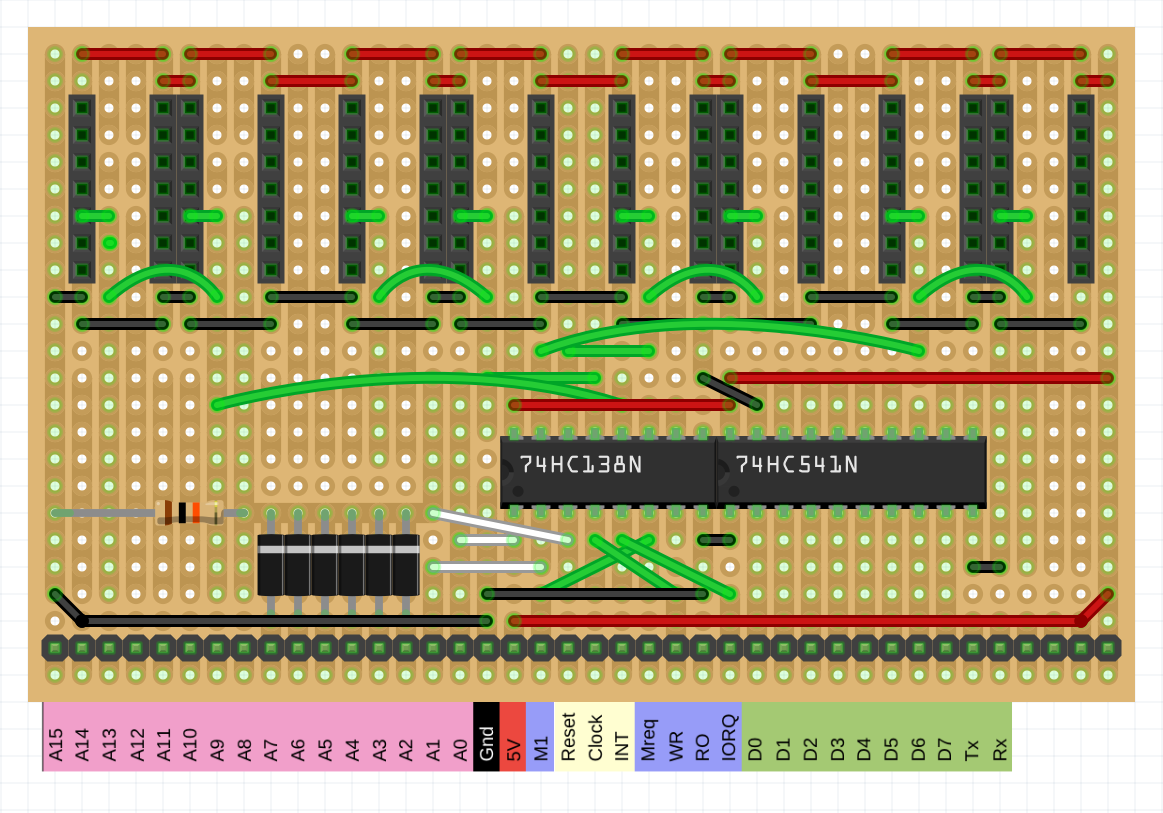 74HC138N
74HC541N
A15
A14
A13
A12
A11
A10
A9
A8
A7
A6
A5
A4
A3
A2
A1
A0
Gnd
5V
M1
Reset
Clock
INT
Mreq
WR
RO
IORQ
D0
D1
D2
D3
D4
D5
D6
D7
Tx
Rx